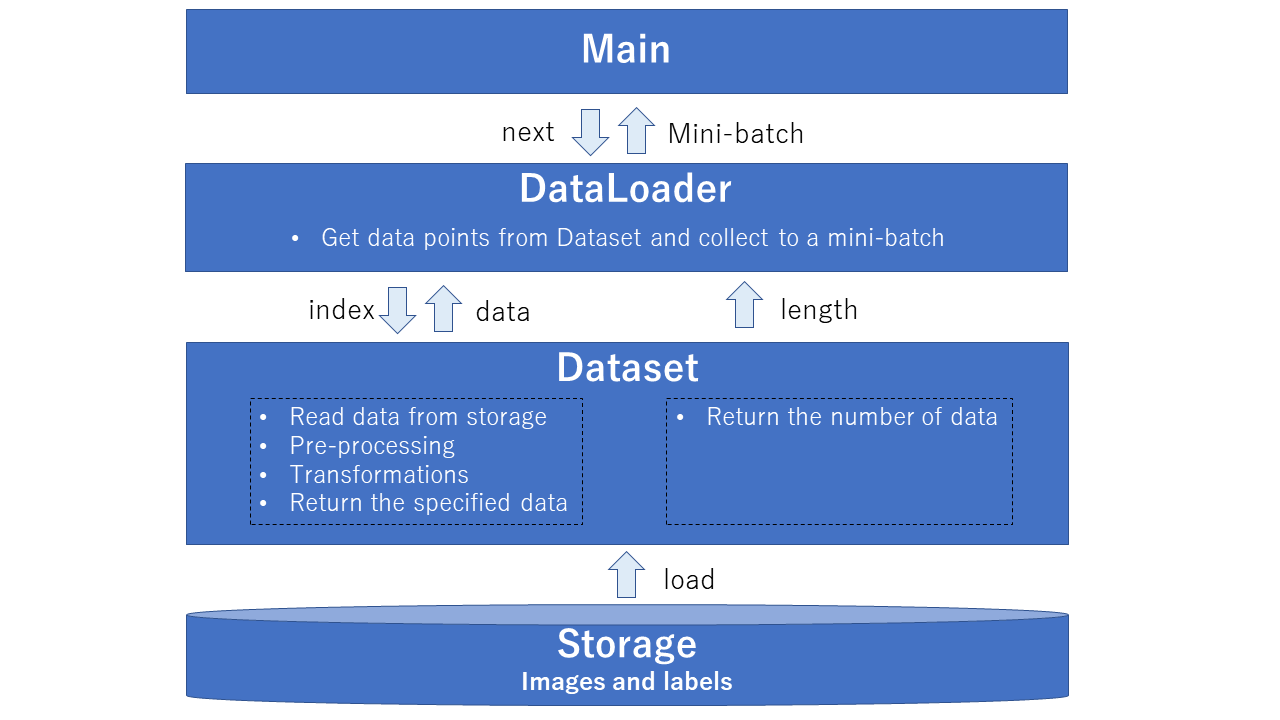 Main
next
Mini-batch
DataLoader
• Get data points from Dataset and collect to a mini-batch
index
data
length
Dataset
• Read data from storage
• Pre-processing
• Transformations
• Return the specified data
• Return the number of data
load
Storage
Images and labels